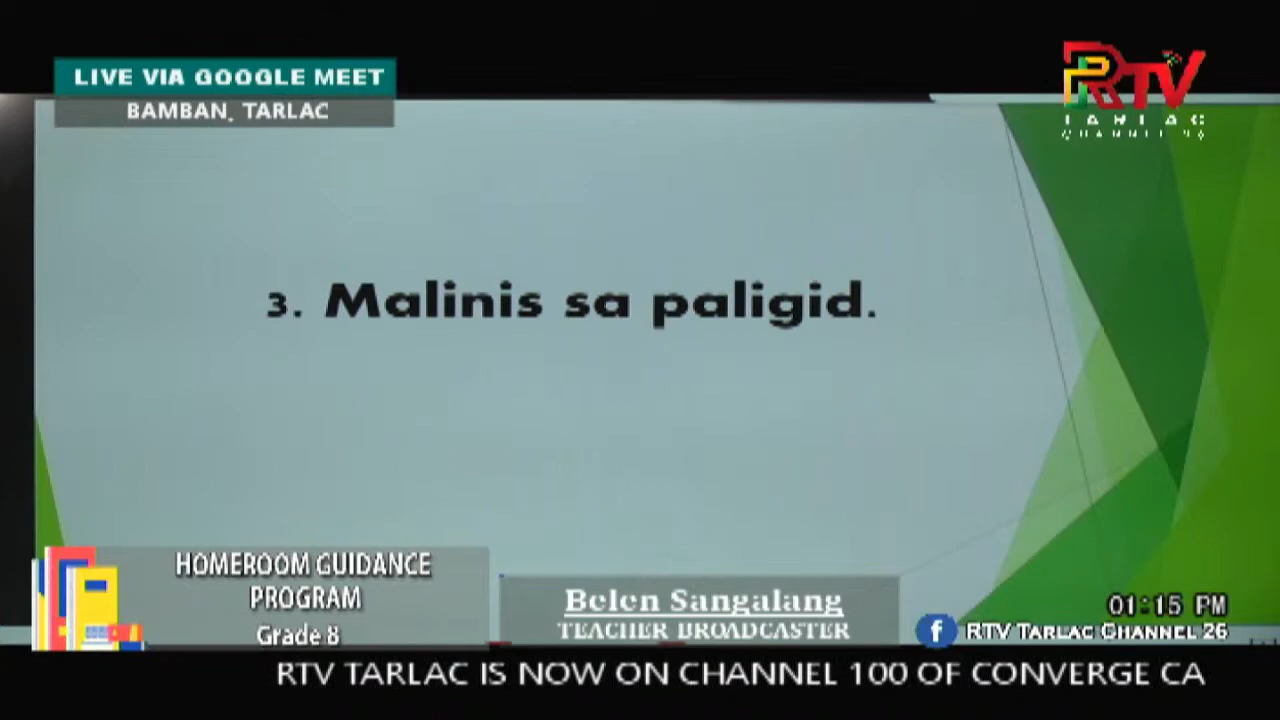 LIVE VIA GOOGLE MEET
BAMBAN, TARLAC
RTV
TARLAC
CHANNEL 26
3. Malinis sa paligid.
HOMEROOM GUIDANCE
PROGRAM
Grade 8
Belen Sangalang
TEACHER BROADCASTER
01:15 PM
f RTV TARLAC CHANNEL 26
RTV TARLAC IS NOW ON CHANNEL 100 OF CONVERGE CA